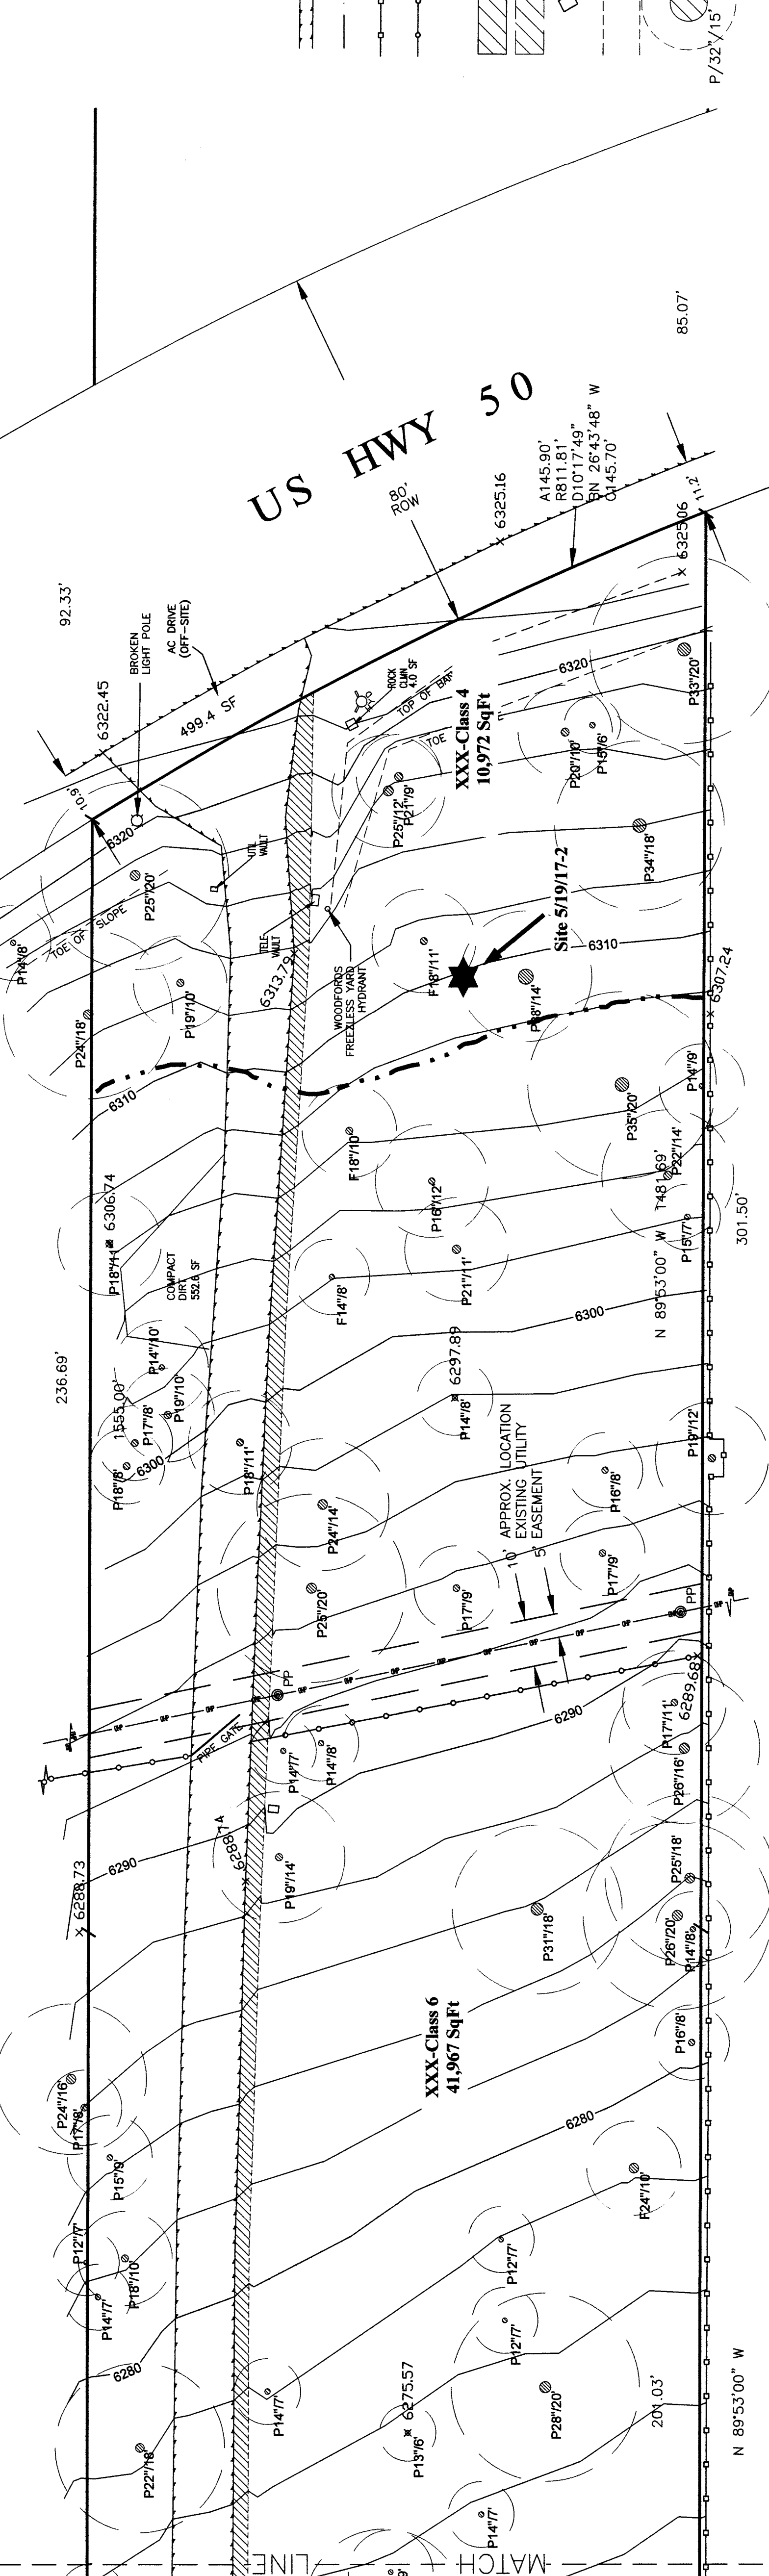 P/32"/15'
85.07'
US HWY 50
80'
ROW
A145.90'
R811.81'
D10°17'49"
BN 26°43'48" W
C145.70'
6325.16
6325.06
11.2'
92.33'
6322.45
BROKEN
LIGHT POLE
AC DRIVE
(OFF-SITE)
499.4 SF
10.9'
6320
ROCK
CLMN
4.0 SF
TOP OF BANK
TOE
6320
XXX-Class 4
10,972 SqFt
P33"/20'
P20"/10'
P15"/6'
P25"/12'
P21"/9'
P34"/18'
UTIL
VAULT
P25"/20'
TOE OF SLOPE
P14"/8'
P24"/18'
P19"/10'
TELE
VAULT
6313.79
WOODFORDS
FREEZLESS YARD
HYDRANT
F18"/11'
Site 5/19/17-2
6310
P38"/14'
6307.24
6310
P35"/20'
P14"/9'
F18"/10'
P22"/14'
1481.69'
P16"/12'
P15"/7'
301.50'
N 89°53'00" W
6306.74
P18"/11'
COMPACT
DIRT
552.6 SF
P21"/11'
F14"/8'
6300
236.69'
P14"/10'
P19"/10'
1555.00'
P17"/8'
P18"/8'
6300
P18"/11'
6297.89
P14"/8'
P19"/12'
10' APPROX. LOCATION
EXISTING UTILITY
5' EASEMENT
P16"/8'
P24"/14'
P25"/20'
P17"/9'
P17"/9'
PP
PP
PIPE GATE
6289.68
6290
P17"/11'
P26"/16'
P14"/7'
P14"/8'
6288.14
6290
6288.73
P19"/14'
P25"/18'
P31"/18'
P26"/20'
P14"/8'
P16"/8'
XXX-Class 6
41,967 SqFt
P24"/16'
P17"/8'
P15"/9'
6280
F24"/10'
P12"/7'
P18"/10'
P14"/7'
P12"/7'
P12"/7'
6280
P14"/7'
6275.57
P13"/6'
P28"/20'
201.03'
N 89°53'00" W
P22"/18'
P14"/7'
MATCH LINE